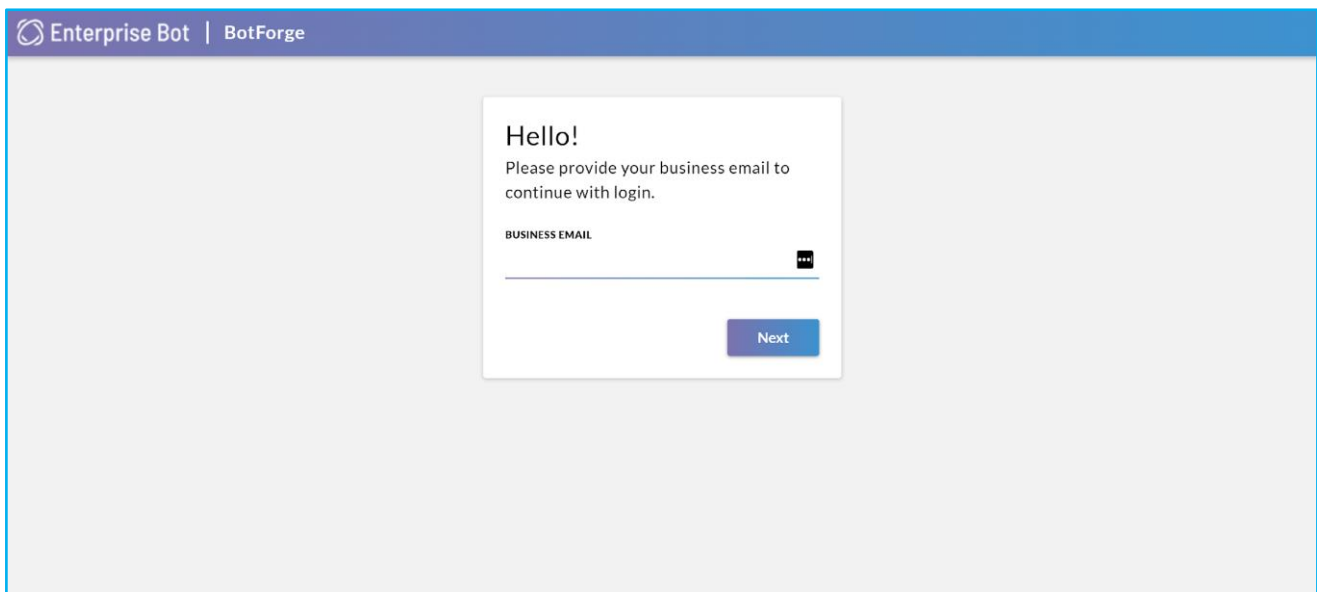 Enterprise Bot | BotForge
Hello!
Please provide your business email to
continue with login.
BUSINESS EMAIL
Next